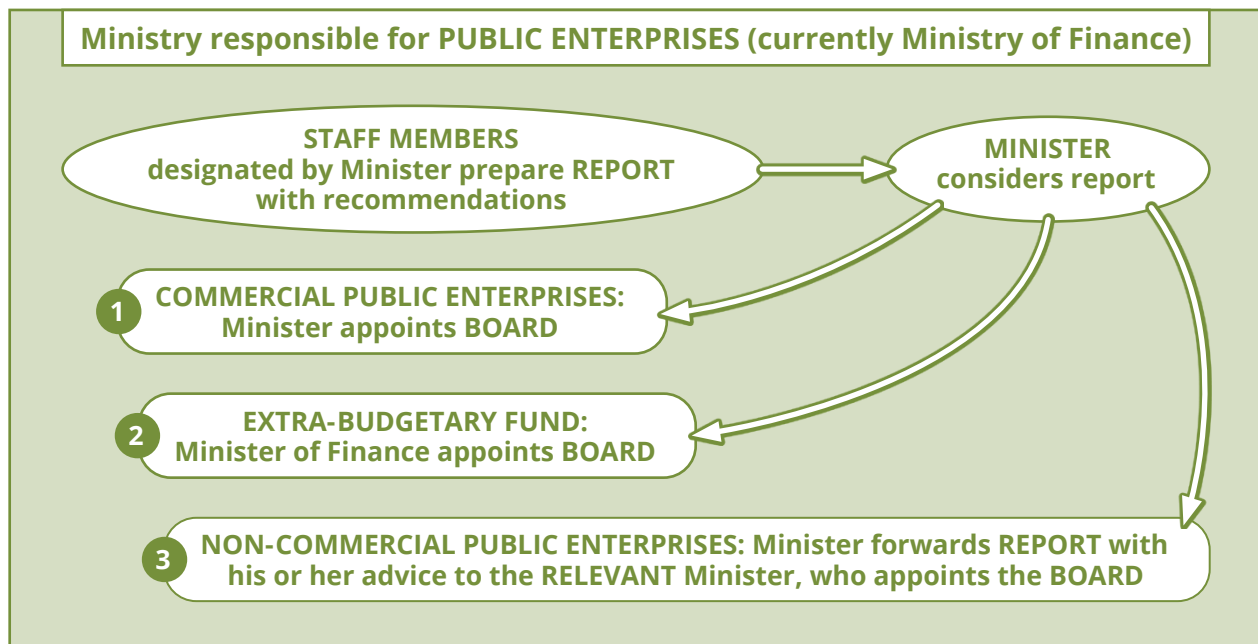 Ministry responsible for PUBLIC ENTERPRISES (currently Ministry of Finance)
STAFF MEMBERS
designated by Minister prepare REPORT
with recommendations
MINISTER
considers report
1
COMMERCIAL PUBLIC ENTERPRISES:
Minister appoints BOARD
2
EXTRA-BUDGETARY FUND:
Minister of Finance appoints BOARD
3
NON-COMMERCIAL PUBLIC ENTERPRISES: Minister forwards REPORT with
his or her advice to the RELEVANT Minister, who appoints the BOARD